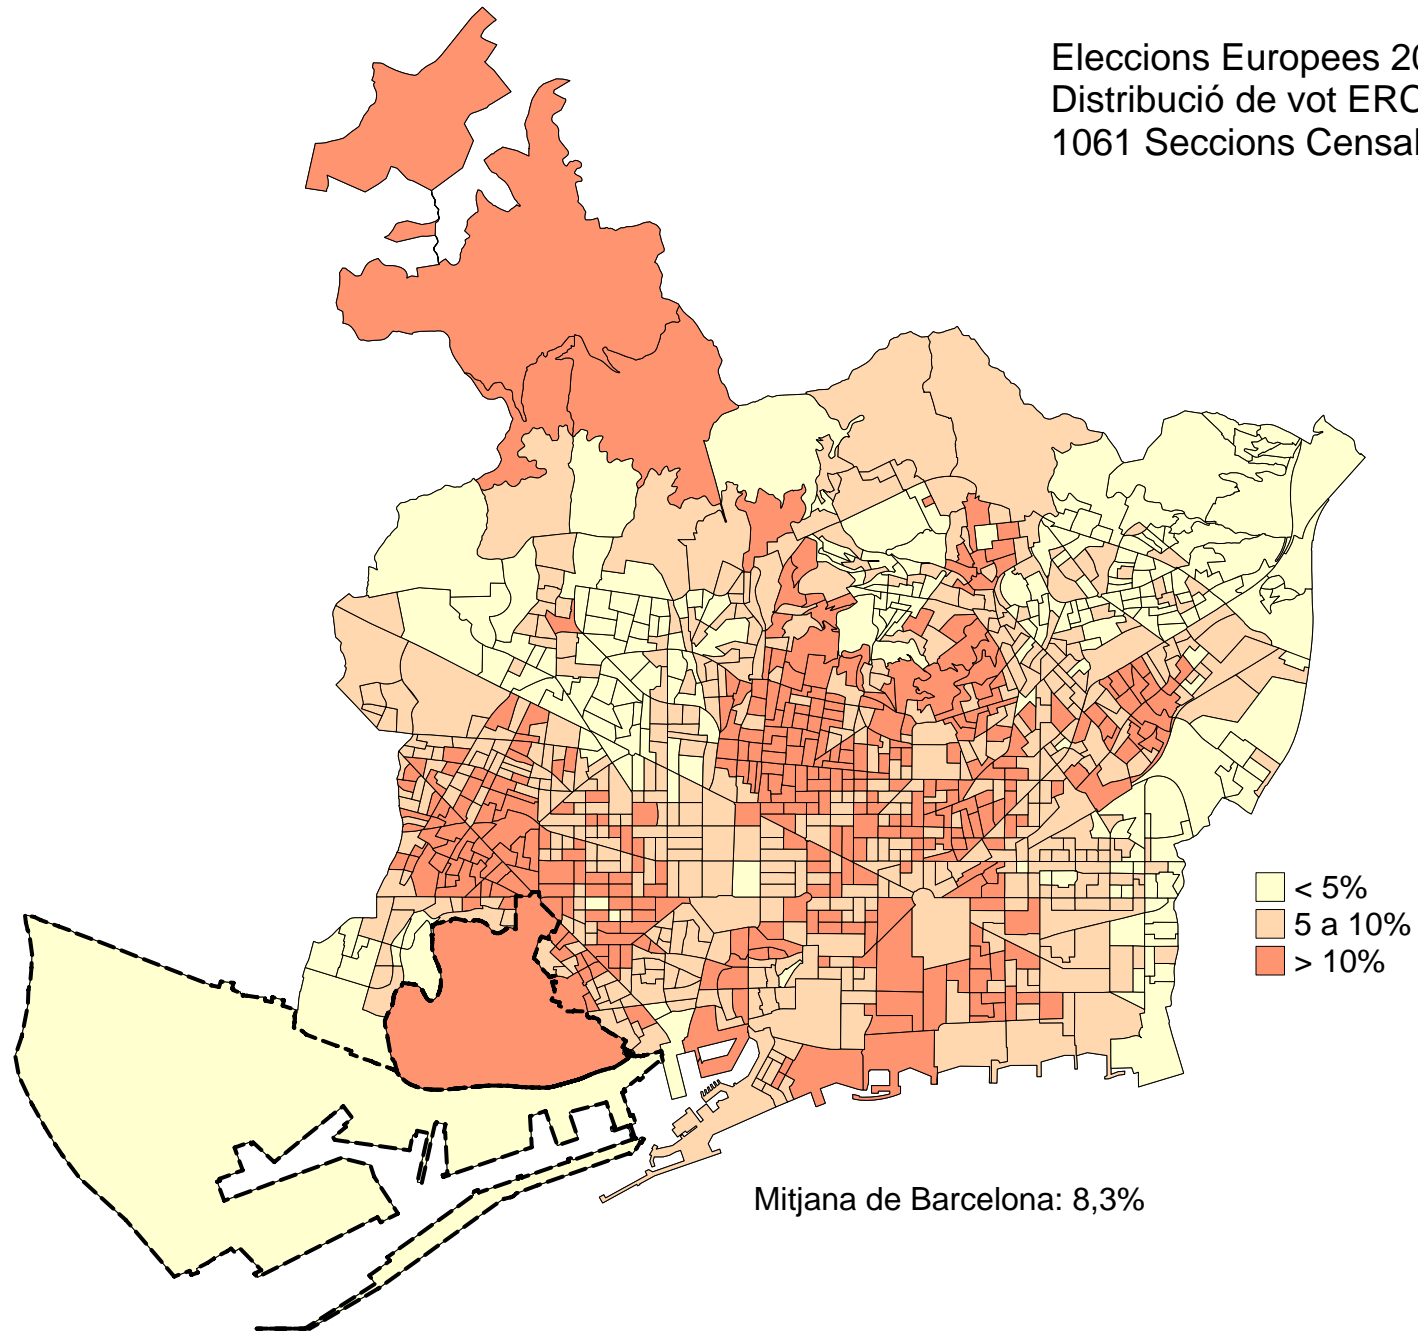 Eleccions Europees 20
Distribució de vot ERC
1061 Seccions Censal
< 5%
5 a 10%
> 10%
Mitjana de Barcelona: 8,3%